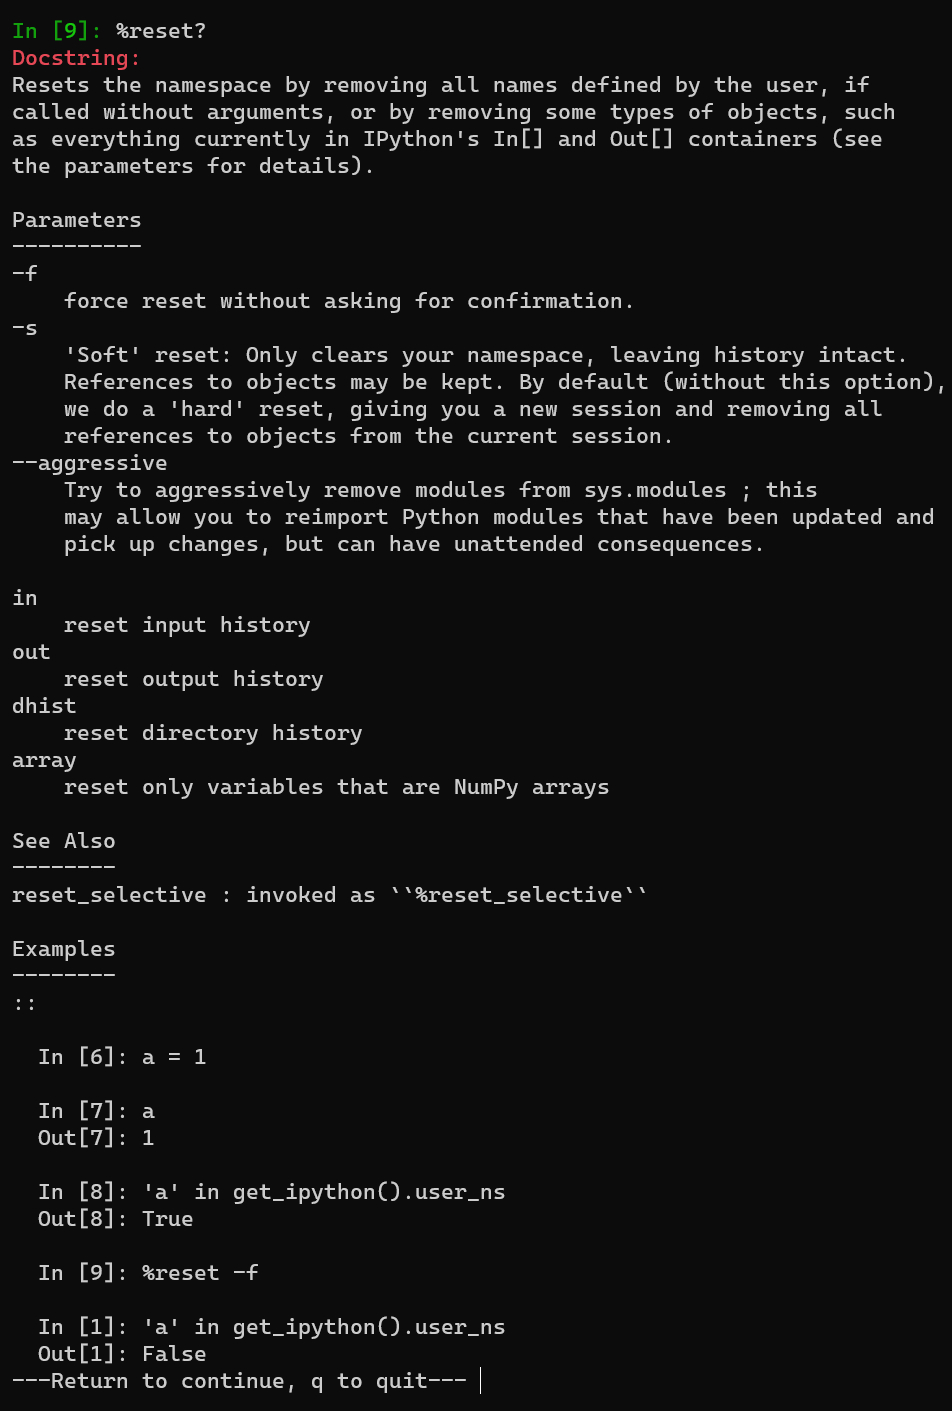 In [9]: %reset?
Docstring:
Resets the namespace by removing all names defined by the user, if
called without arguments, or by removing some types of objects, such
as everything currently in IPython's In[] and Out[] containers (see
the parameters for details).

Parameters
----------
-f
    force reset without asking for confirmation.
-s
    'Soft' reset: Only clears your namespace, leaving history intact.
    References to objects may be kept. By default (without this option),
    we do a 'hard' reset, giving you a new session and removing all
    references to objects from the current session.
--aggressive
    Try to aggressively remove modules from sys.modules ; this
    may allow you to reimport Python modules that have been updated and
    pick up changes, but can have unattended consequences.

in
    reset input history
out
    reset output history
dhist
    reset directory history
array
    reset only variables that are NumPy arrays

See Also
--------
reset_selective : invoked as ``%reset_selective``

Examples
--------
::

  In [6]: a = 1

  In [7]: a
  Out[7]: 1

  In [8]: 'a' in get_ipython().user_ns
  Out[8]: True

  In [9]: %reset -f

  In [1]: 'a' in get_ipython().user_ns
  Out[1]: False
---Return to continue, q to quit---